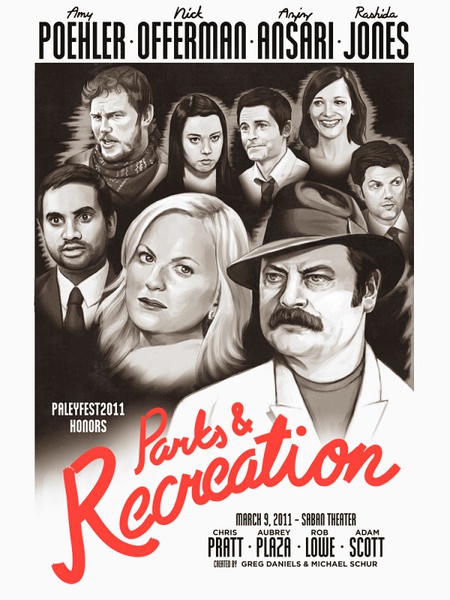 Amy Nick Aziz Rashida
POEHLER · OFFERMAN · ANSARI · JONES
PALEYFEST2011
HONORS
Parks &
Recreation
MARCH 9, 2011 - SABAN THEATER
CHRIS AUBREY ROB ADAM
PRATT · PLAZA · LOWE · SCOTT
CREATED BY GREG DANIELS & MICHAEL SCHUR